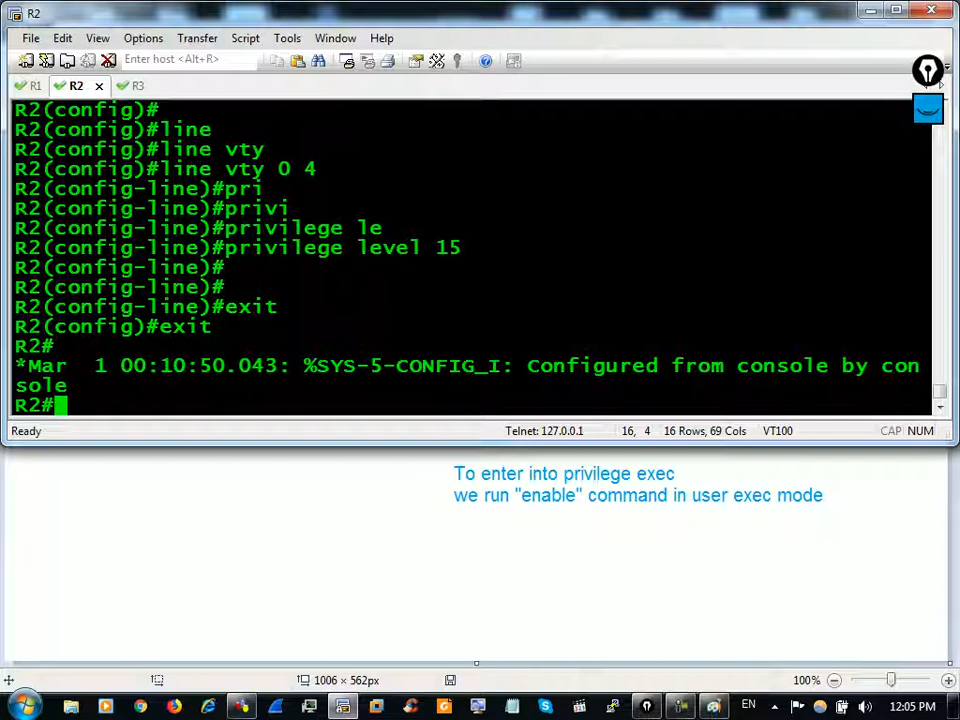 R2
File Edit View Options Transfer Script Tools Window Help
Enter host <Alt+R>
R1 R2 R3
R2(config)#
R2(config)#line
R2(config)#line vty
R2(config)#line vty 0 4
R2(config-line)#pri
R2(config-line)#privi
R2(config-line)#privilege le
R2(config-line)#privilege level 15
R2(config-line)#
R2(config-line)#
R2(config-line)#exit
R2(config)#exit
R2#
*Mar  1 00:10:50.043: %SYS-5-CONFIG_I: Configured from console by con
sole
R2#
Ready Telnet: 127.0.0.1 16, 4 16 Rows, 69 Cols VT100 CAP NUM
To enter into privilege exec
we run "enable" command in user exec mode
1006 × 562px 100%
EN 12:05 PM